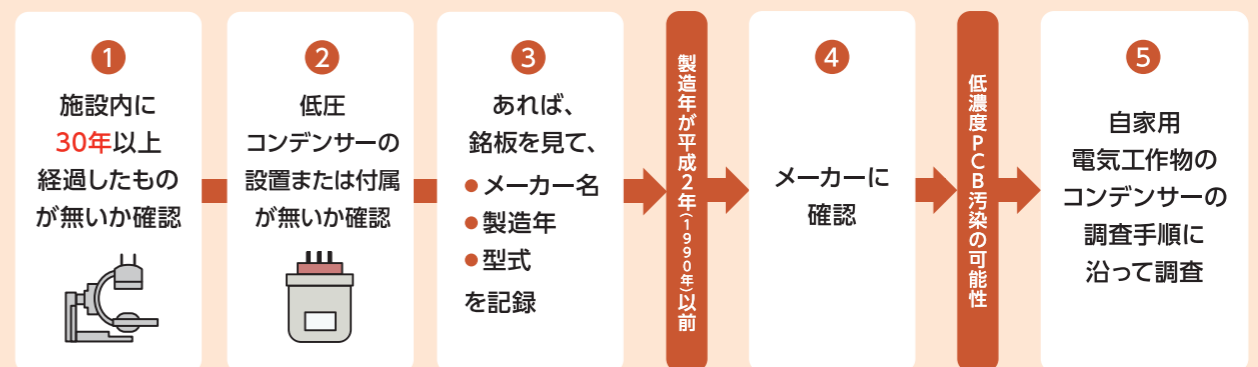 1
施設内に
30年以上
経過したもの
が無いか確認
2
低圧
コンデンサーの
設置または付属
が無いか確認
3
あれば、
銘板を見て、
●メーカー名
●製造年
●型式
を記録
製造年が平成2年(1990年)以前
4
メーカーに
確認
低濃度PCB汚染の可能性
5
自家用
電気工作物の
コンデンサーの
調査手順に
沿って調査